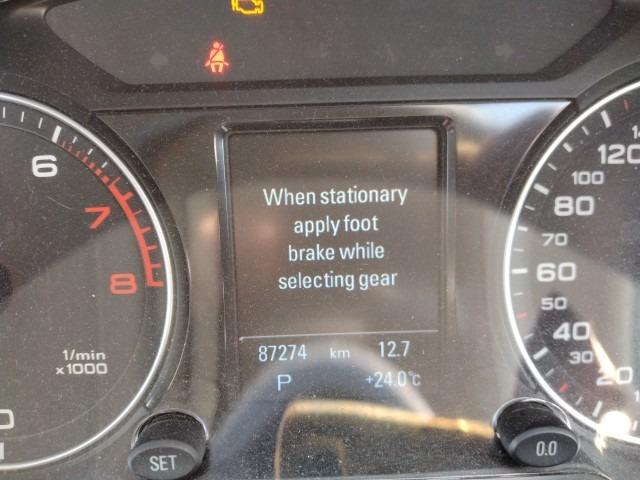 6
7
8
1/min
x1000
0
When stationary
apply foot
brake while
selecting gear
87274 km 12.7
P +24.0°c
SET
0.0
120
100
80
70
60
50
40
30
20